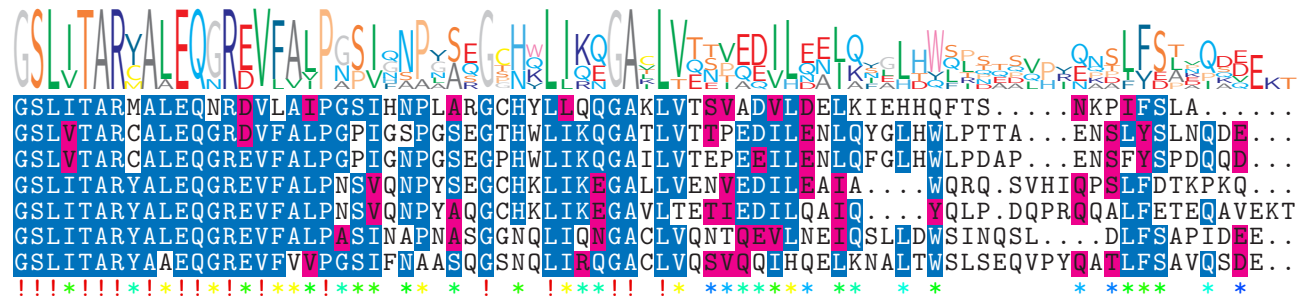 GSLITARMALEQNRDVLAIPGSIHNPLARGCHYLLQQGAKLVTSVADVLDELKIEHHQFTS.....NKPIFSLA......
GSLVTARCALEQGRDVFALPGPIGSPGSEGTHWLIKQGATLVTTPEDILENLQYGLHWLPTTA...ENSLYSLNQDE...
GSLVTARCALEQGREVFALPGPIGNPGSEGPHWLIKQGAILVTEPEEILENLQFGLHWLPDAP...ENSFYSPDQQD...
GSLITARYALEQGREVFALPNSVQNPYSEGCHKLIKEGALLVENVEDILEAIA....WQRQ.SVHIQPSLFDTKPKQ...
GSLITARYALEQGREVFALPNSVQNPYAQGCHKLIKEGAVLTETIEDILQAIQ....YQLP.DQPRQQALFETEQAVEKT
GSLITARYALEQGREVFALPASINAPNASGGNQLIQNGACLVQNTQEVLNEIQSLLDWSINQSL....DLFSAPIDEE..
GSLITARYAAEQGREVFVVPGSIFNAASQGSNQLIRQGACLVQSVQQIHQELKNALTWSLSEQVPYQATLFSAVQSDE..